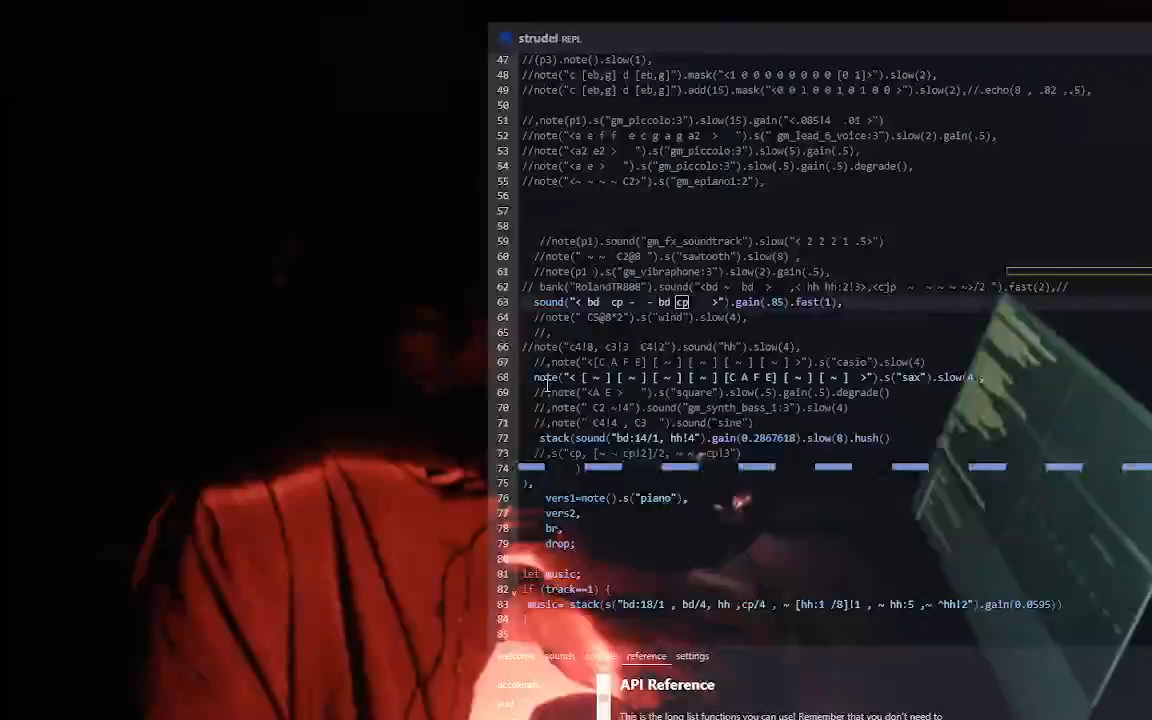 strudel REPL
47 //(p3).note().slow(1),
48 //note("c [eb,g] d [eb,g]").mask("<1 0 0 0 0 0 0 0 [0 1]>").slow(2),
49 //note("c [eb,g] d [eb,g]").add(15).mask("<0 0 1 0 0 1 0 1 0 0 >").slow(2),//.echo(8 , .82 ,.5),
50
51 //,note(p1).s("gm_piccolo:3").slow(15).gain("<.085!4 .01 >")
52 //note("<a e f f e c g a g a2 > ").s(" gm_lead_6_voice:3").slow(2).gain(.5),
53 //note("<a2 e2 > ").s("gm_piccolo:3").slow(5).gain(.5),
54 //note("<a e > ").s("gm_piccolo:3").slow(.5).gain(.5).degrade(),
55 //note("<~ ~ ~ ~ C2>").s("gm_epiano1:2"),
56
57
58
59 //note(p1).sound("gm_fx_soundtrack").slow("< 2 2 2 1 .5>")
60 //note(" ~ ~ C2@8 ").s("sawtooth").slow(8) ,
61 //note(p1 ).s("gm_vibraphone:3").slow(2).gain(.5),
62 // bank("RolandTR808").sound("<bd ~ bd > ,< hh hh:2!3>,<cjp ~ ~ ~ ~>/2 ").fast(2),//
63 sound("< bd cp - - bd cp >").gain(.85).fast(1),
64 //note(" C5@8*2").s("wind").slow(4),
65 //,
66 //note("c4!8, c3!3 C4!2").sound("hh").slow(4),
67 //,note("<[C A F E] [ ~ ] [ ~ ] [ ~ ] [ ~ ] >").s("casio").slow(4)
68 note("< [ ~ ] [ ~ ] [ ~ ] [ ~ ] [C A F E] [ ~ ] [ ~ ] >").s("sax").slow(4),
69 //,note("<A E > ").s("square").slow(.5).gain(.5).degrade()
70 //,note(" C2 ~!4").sound("gm_synth_bass_1:3").slow(4)
71 //,note(" C4!4 , C3 ").sound("sine")
72 stack(sound("bd:14/1, hh!4").gain(0.2867618).slow(8).hush()
73 //,s("cp, [~ ~ cp!2]/2, ~ ~ ~cp!3")
74 )
75 ),
76 vers1=note().s("piano"),
77 vers2,
78 br,
79 drop;
80
81 let music;
82 if (track==1) {
83 music= stack(s("bd:18/1 , bd/4, hh ;cp/4 , ~ [hh:1 /8]!1 , ~ hh:5 ,~ ^hh!2").gain(0.0595))
84
85
welcome sounds reference settings
accelerate
add
API Reference
This is the long list functions you can use! Remember that you don't need to